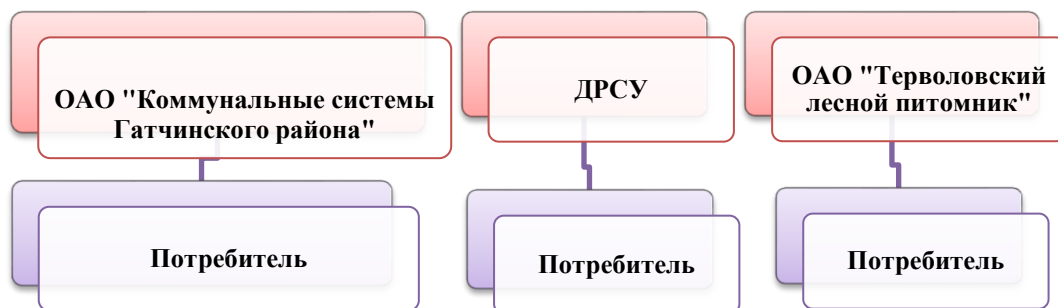 ОАО "Коммунальные системы
Гатчинского района"
ДРСУ
ОАО "Терволовский
лесной питомник"
Потребитель
Потребитель
Потребитель